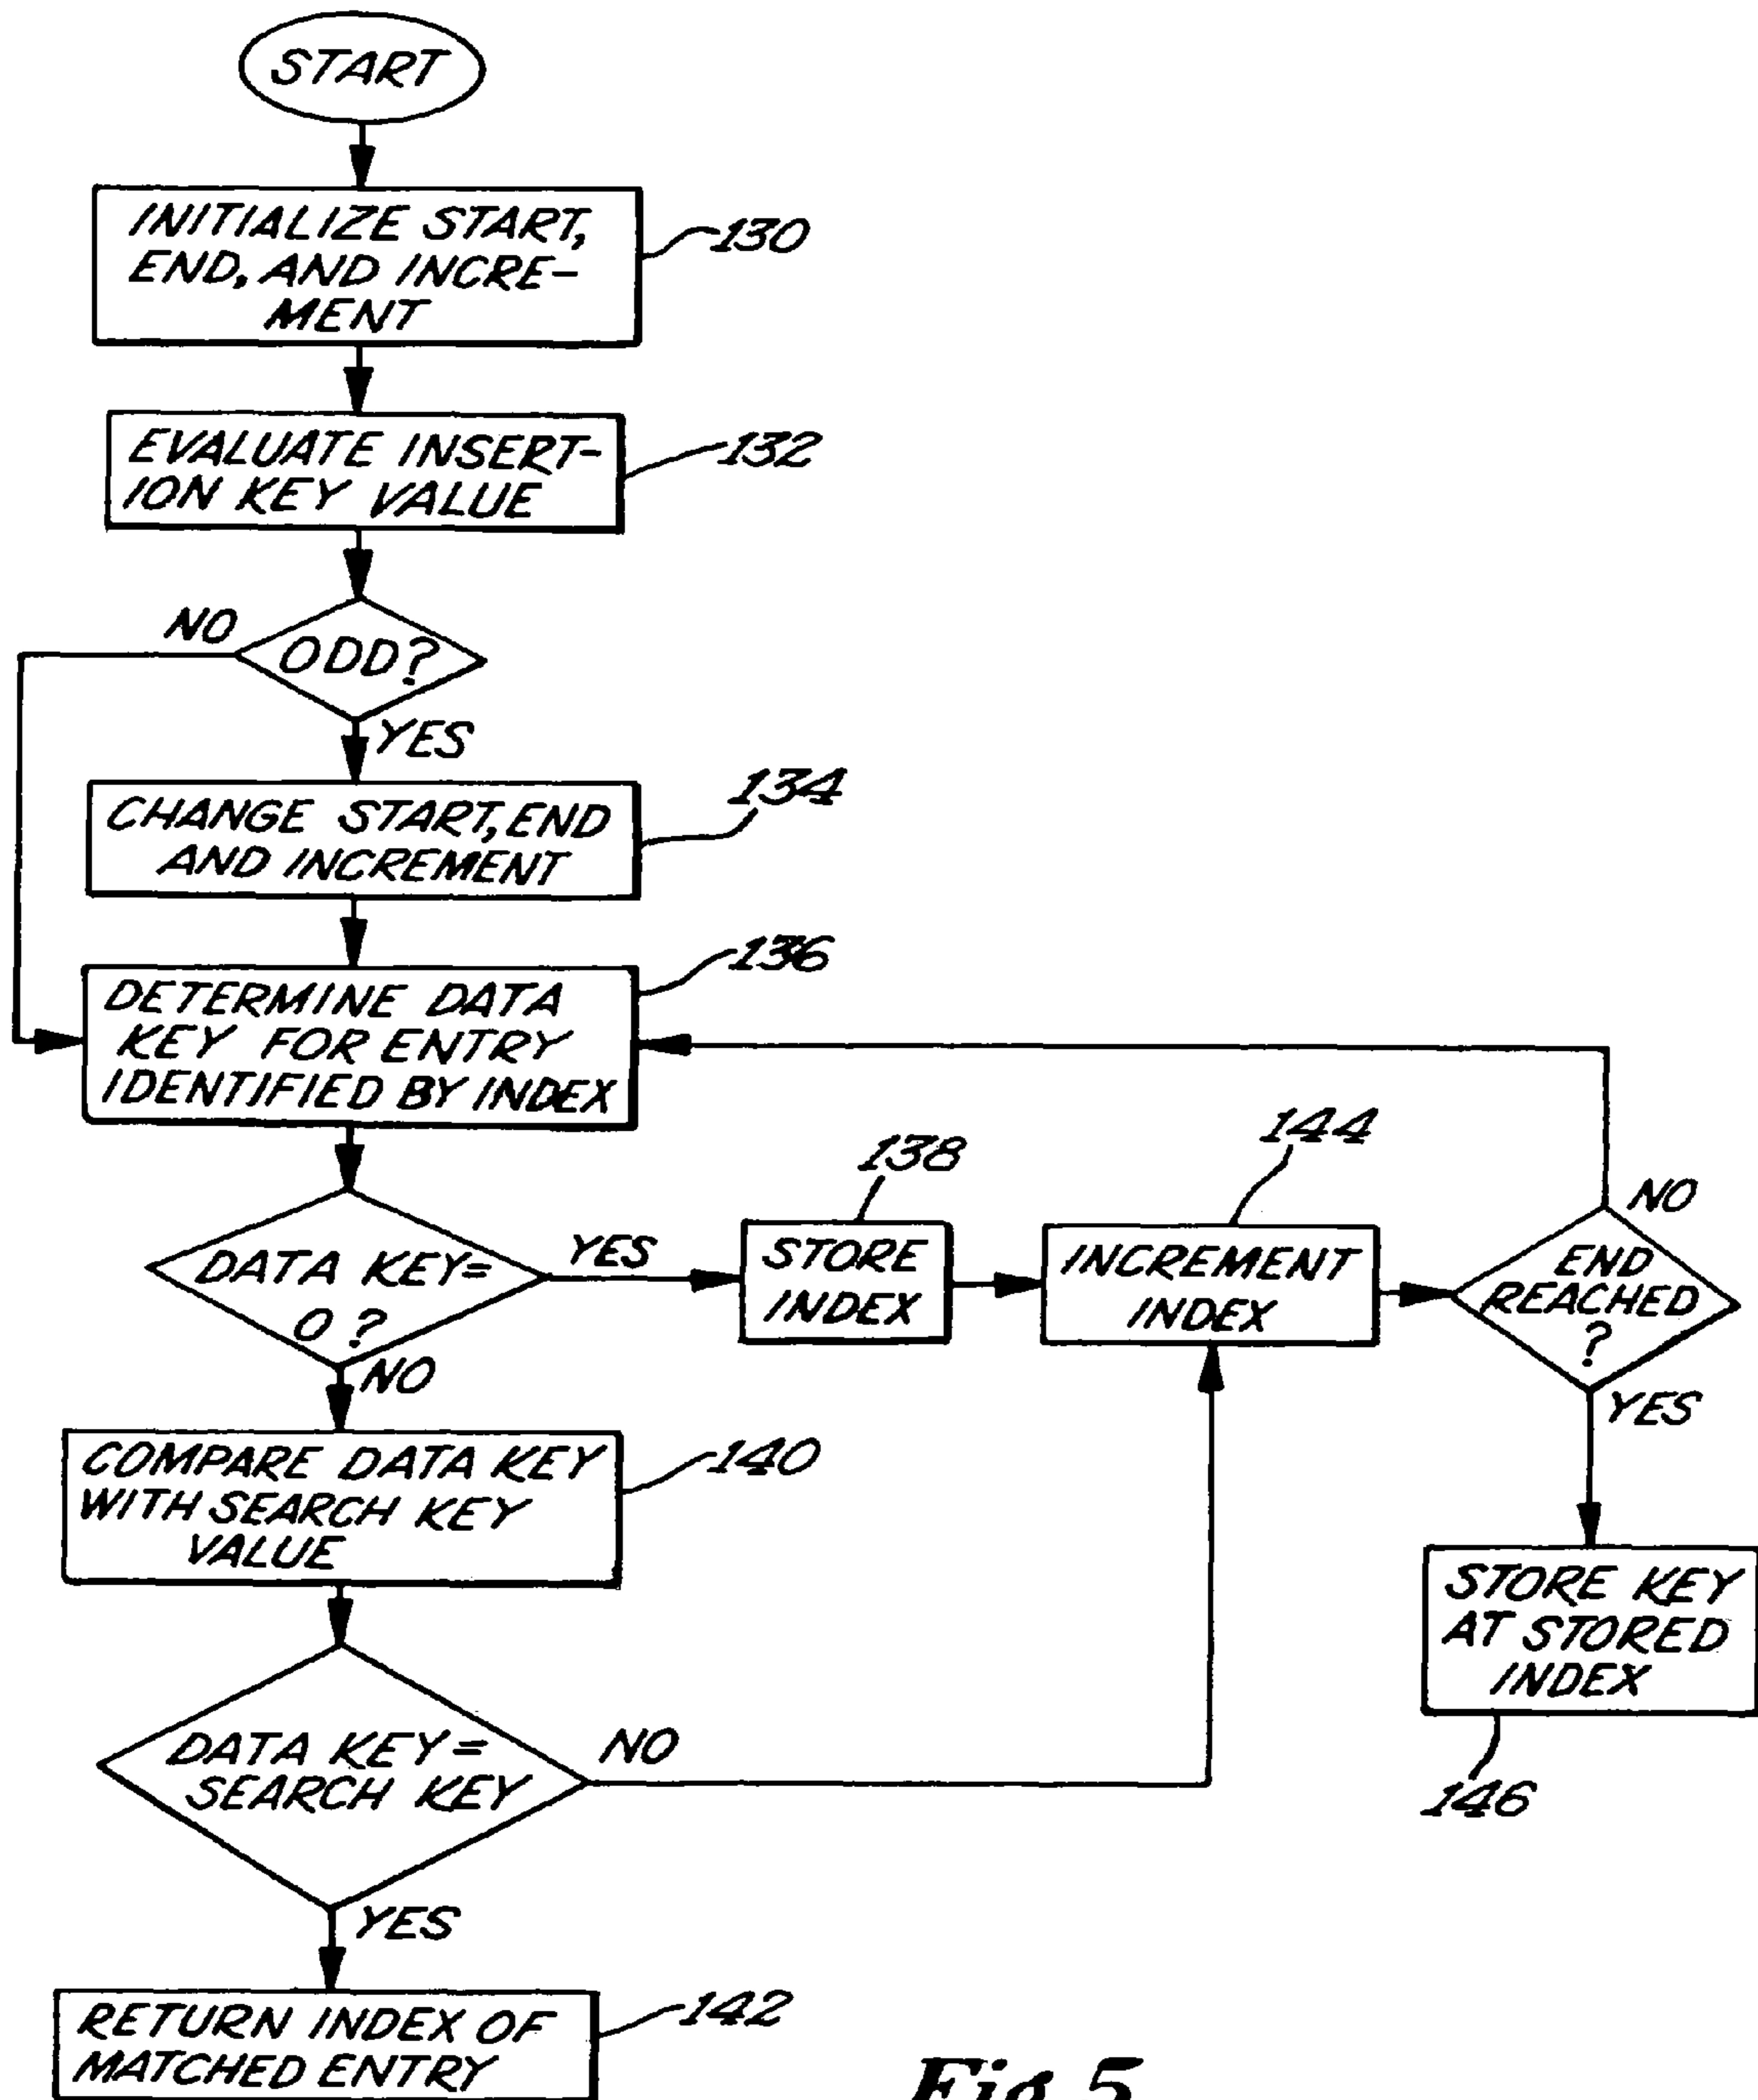 START
INITIALIZE START,
END, AND INCRE-
MENT
130
EVALUATE INSERT-
ION KEY VALUE
132
NO
ODD?
YES
134
CHANGE START, END
AND INCREMENT
136
DETERMINE DATA
KEY FOR ENTRY
IDENTIFIED BY INDEX
138
144
NO
DATA KEY=
0 ?
YES
STORE
INDEX
INCREMENT
INDEX
END
REACHED
?
NO
YES
COMPARE DATA KEY
WITH SEARCH KEY
VALUE
140
STORE KEY
AT STORED
INDEX
146
DATA KEY=
SEARCH KEY
NO
YES
RETURN INDEX OF
MATCHED ENTRY
142
Fig. 5